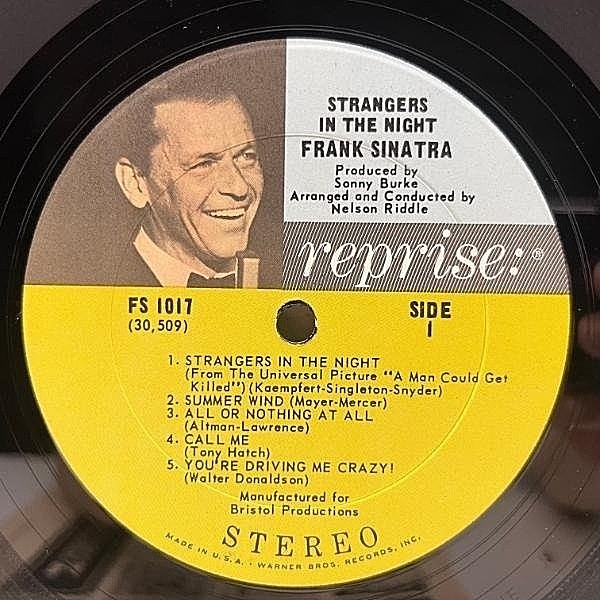 STRANGERS
IN THE NIGHT
FRANK SINATRA
Produced by
Sonny Burke
Arranged and Conducted by
Nelson Riddle
reprise:®
FS 1017
(30,509)
SIDE
1
1. STRANGERS IN THE NIGHT
(From The Universal Picture "A Man Could Get
Killed") (Kaempfert-Singleton-Snyder)
2. SUMMER WIND (Mayer-Mercer)
3. ALL OR NOTHING AT ALL
(Altman-Lawrence)
4. CALL ME
(Tony Hatch)
5. YOU'RE DRIVING ME CRAZY!
(Walter Donaldson)
Manufactured for
Bristol Productions
STEREO
MADE IN U.S.A. • WARNER BROS. RECORDS, INC.